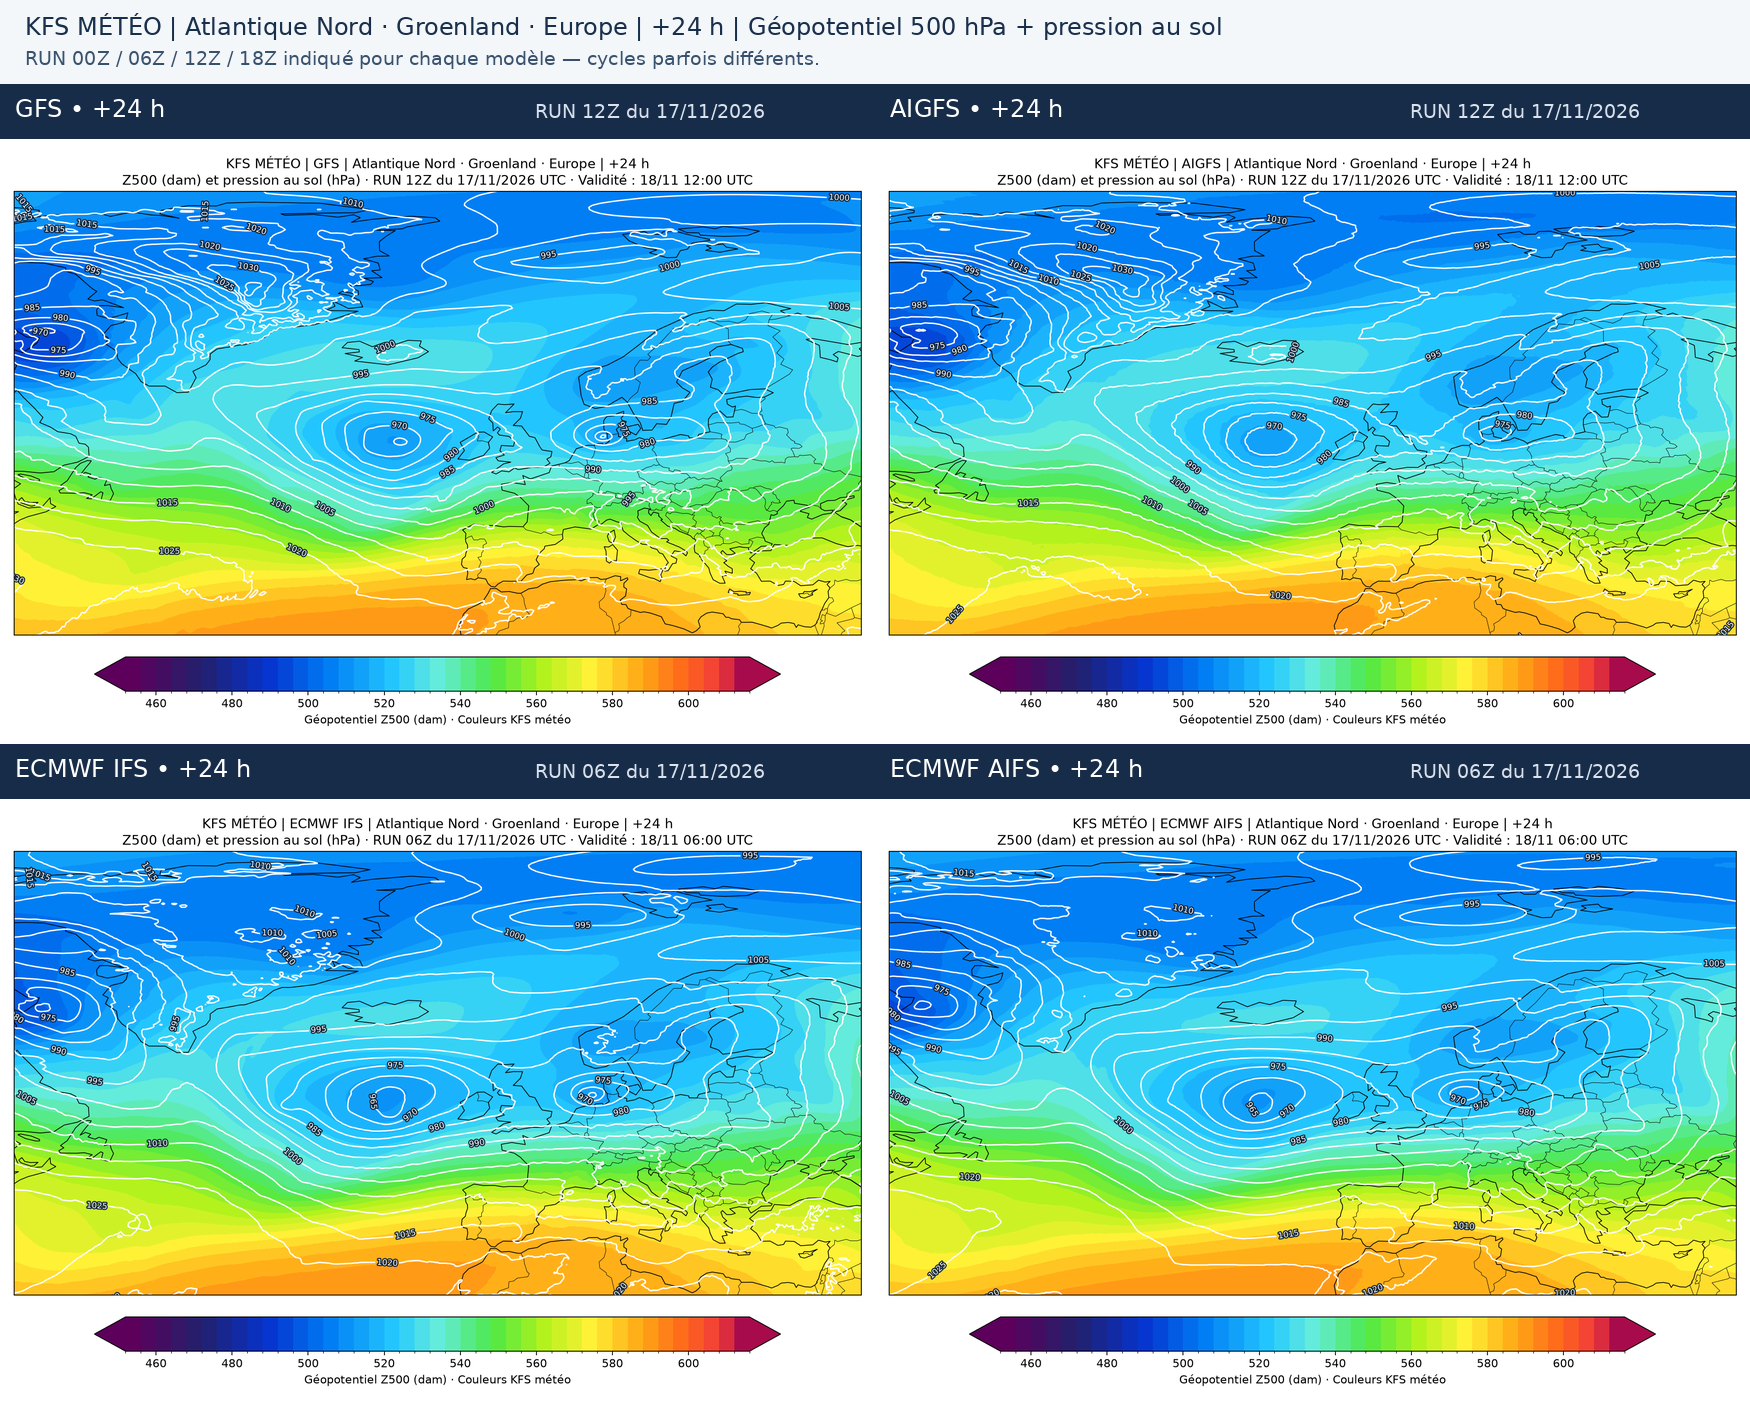 KFS MÉTÉO | Atlantique Nord · Groenland · Europe | +24 h | Géopotentiel 500 hPa + pression au sol
RUN 00Z / 06Z / 12Z / 18Z indiqué pour chaque modèle — cycles parfois différents.
GFS • +24 h
RUN 12Z du 17/11/2026
KFS MÉTÉO | GFS | Atlantique Nord · Groenland · Europe | +24 h
Z500 (dam) et pression au sol (hPa) · RUN 12Z du 17/11/2026 UTC · Validité : 18/11 12:00 UTC
460 480 500 520 540 560 580 600
Géopotentiel Z500 (dam) · Couleurs KFS météo
AIGFS • +24 h
RUN 12Z du 17/11/2026
KFS MÉTÉO | AIGFS | Atlantique Nord · Groenland · Europe | +24 h
Z500 (dam) et pression au sol (hPa) · RUN 12Z du 17/11/2026 UTC · Validité : 18/11 12:00 UTC
460 480 500 520 540 560 580 600
Géopotentiel Z500 (dam) · Couleurs KFS météo
ECMWF IFS • +24 h
RUN 06Z du 17/11/2026
KFS MÉTÉO | ECMWF IFS | Atlantique Nord · Groenland · Europe | +24 h
Z500 (dam) et pression au sol (hPa) · RUN 06Z du 17/11/2026 UTC · Validité : 18/11 06:00 UTC
460 480 500 520 540 560 580 600
Géopotentiel Z500 (dam) · Couleurs KFS météo
ECMWF AIFS • +24 h
RUN 06Z du 17/11/2026
KFS MÉTÉO | ECMWF AIFS | Atlantique Nord · Groenland · Europe | +24 h
Z500 (dam) et pression au sol (hPa) · RUN 06Z du 17/11/2026 UTC · Validité : 18/11 06:00 UTC
460 480 500 520 540 560 580 600
Géopotentiel Z500 (dam) · Couleurs KFS météo